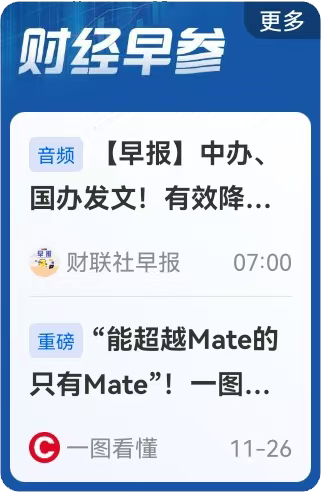 更多
财经早参
音频 【早报】中办、
国办发文！有效降...
财联社早报 07:00
重磅 “能超越Mate的
只有Mate”！一图...
一图看懂 11-26